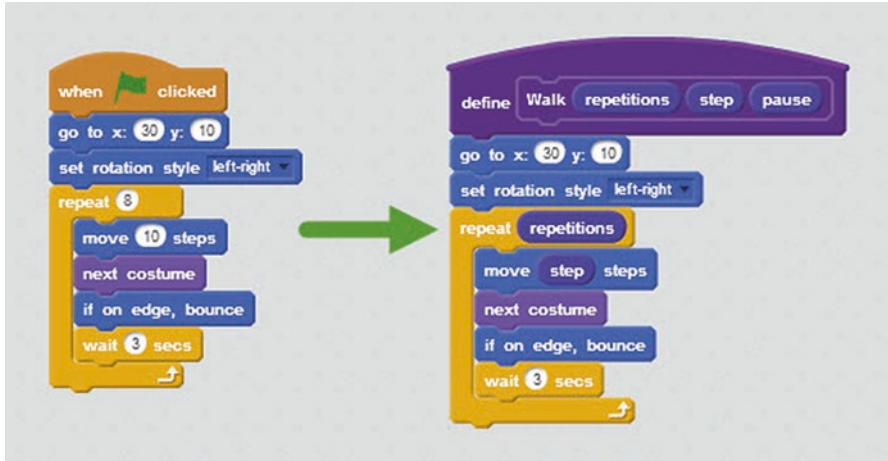 when clicked
go to x: 30 y: 10
set rotation style left-right
repeat 8
move 10 steps
next costume
if on edge, bounce
wait 3 secs
define Walk repetitions step pause
go to x: 30 y: 10
set rotation style left-right
repeat repetitions
move step steps
next costume
if on edge, bounce
wait 3 secs